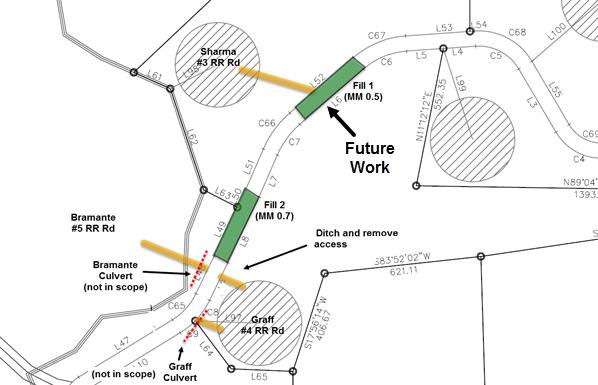 C67
L53
L54
C68
Sharma
#3 RR Rd
L61
L98
L52
C6
L5
L4
C5
L100
Fill 1
(MM 0.5)
L6
L99
L3
N11°12'12"E
552.35
C66
C7
Future
Work
C4
L62
L51
L7
N89°04'
1393.
L63
L50
Fill 2
(MM 0.7)
Bramante
#5 RR Rd
L49
L8
Ditch and remove
access
Bramante
Culvert
(not in scope)
S83°52'02"W
621.11
C65
C8
L97
Graff
#4 RR Rd
S17°56'14"W
406.67
L47
L10
L64
(not in scope)
Graff
Culvert
L65